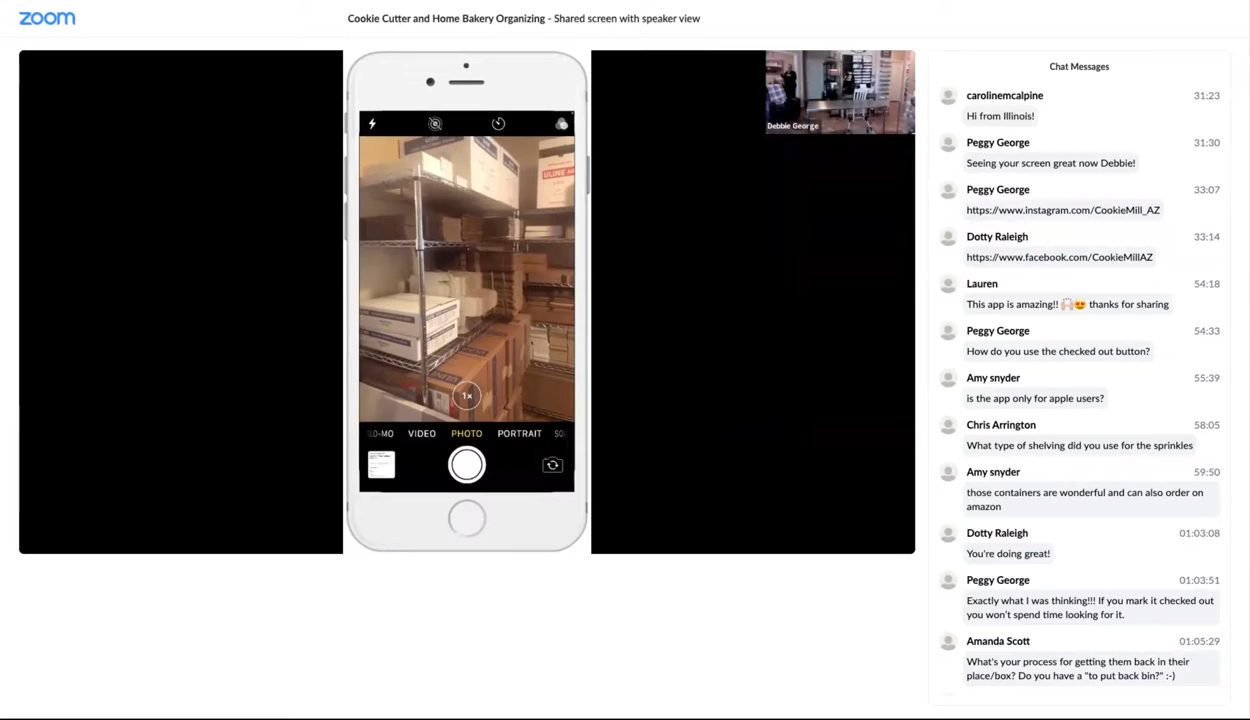 zoom
Cookie Cutter and Home Bakery Organizing - Shared screen with speaker view
Debbie George
ULINE
1x
LO-MO VIDEO PHOTO PORTRAIT
Chat Messages
carolinemcalpine 31:23
Hi from Illinois!
Peggy George 31:30
Seeing your screen great now Debbie!
Peggy George 33:07
https://www.instagram.com/CookieMill_AZ
Dotty Raleigh 33:14
https://www.facebook.com/CookieMillAZ
Lauren 54:18
This app is amazing!! 🙌🏻😍 thanks for sharing
Peggy George 54:33
How do you use the checked out button?
Amy snyder 55:39
is the app only for apple users?
Chris Arrington 58:05
What type of shelving did you use for the sprinkles
Amy snyder 59:50
those containers are wonderful and can also order on
amazon
Dotty Raleigh 01:03:08
You're doing great!
Peggy George 01:03:51
Exactly what I was thinking!!! If you mark it checked out
you won't spend time looking for it.
Amanda Scott 01:05:29
What's your process for getting them back in their
place/box? Do you have a "to put back bin?" :-)